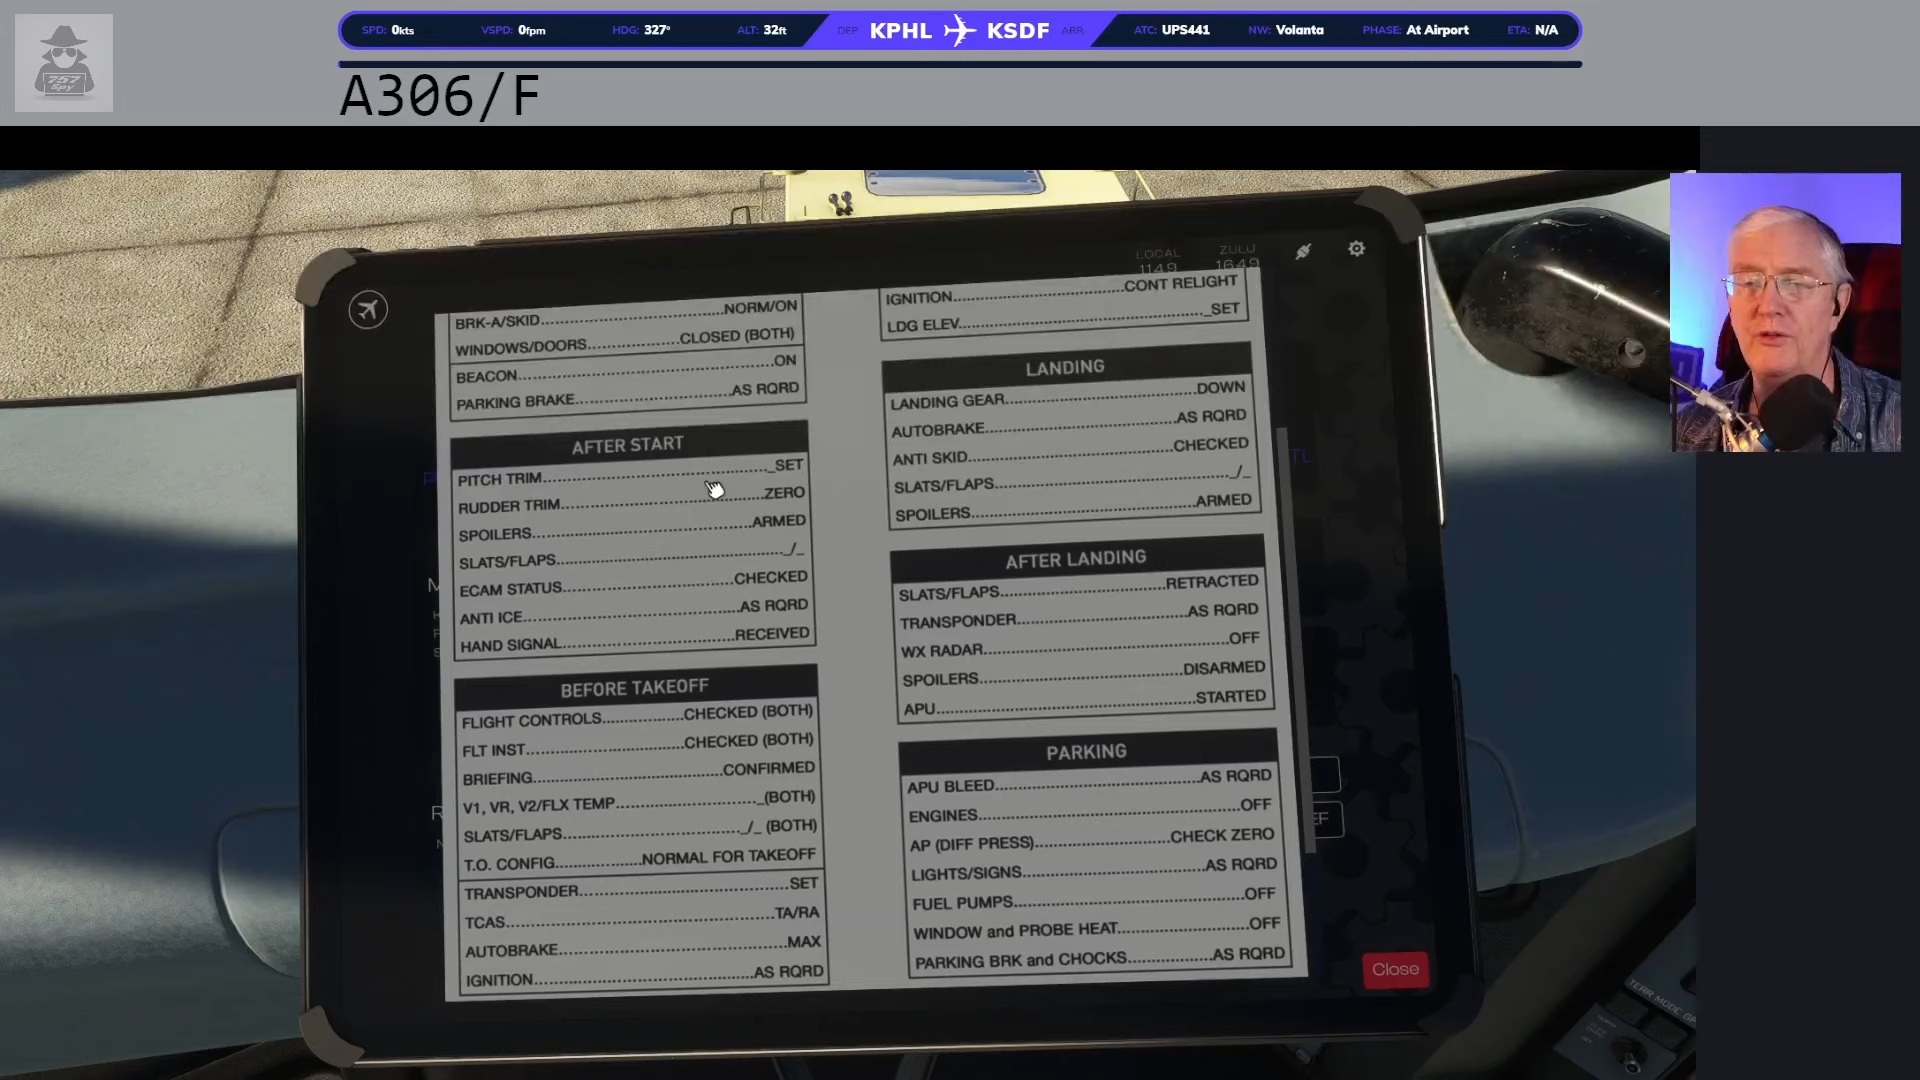 SPD: 0kts VSPD: 0fpm HDG: 327° ALT: 32ft DEP KPHL KSDF ARR ATC: UPS441 NW: Volanta PHASE: At Airport ETA: N/A
757
Spy
A306/F
LOCAL ZULU
1149 1649
BRK-A/SKID NORM/ON
WINDOWS/DOORS CLOSED (BOTH)
BEACON ON
PARKING BRAKE AS RQRD
AFTER START
PITCH TRIM _SET
RUDDER TRIM ZERO
SPOILERS ARMED
SLATS/FLAPS _/_
ECAM STATUS CHECKED
ANTI ICE AS RQRD
HAND SIGNAL RECEIVED
BEFORE TAKEOFF
FLIGHT CONTROLS CHECKED (BOTH)
FLT INST CHECKED (BOTH)
BRIEFING CONFIRMED
V1, VR, V2/FLX TEMP _(BOTH)
SLATS/FLAPS _/_ (BOTH)
T.O. CONFIG NORMAL FOR TAKEOFF
TRANSPONDER SET
TCAS TA/RA
AUTOBRAKE MAX
IGNITION AS RQRD
IGNITION CONT RELIGHT
LDG ELEV _SET
LANDING
LANDING GEAR DOWN
AUTOBRAKE AS RQRD
ANTI SKID CHECKED
SLATS/FLAPS _/_
SPOILERS ARMED
AFTER LANDING
SLATS/FLAPS RETRACTED
TRANSPONDER AS RQRD
WX RADAR OFF
SPOILERS DISARMED
APU STARTED
PARKING
APU BLEED AS RQRD
ENGINES OFF
AP (DIFF PRESS) CHECK ZERO
LIGHTS/SIGNS AS RQRD
FUEL PUMPS OFF
WINDOW and PROBE HEAT OFF
PARKING BRK and CHOCKS AS RQRD
Close
TERR MODE